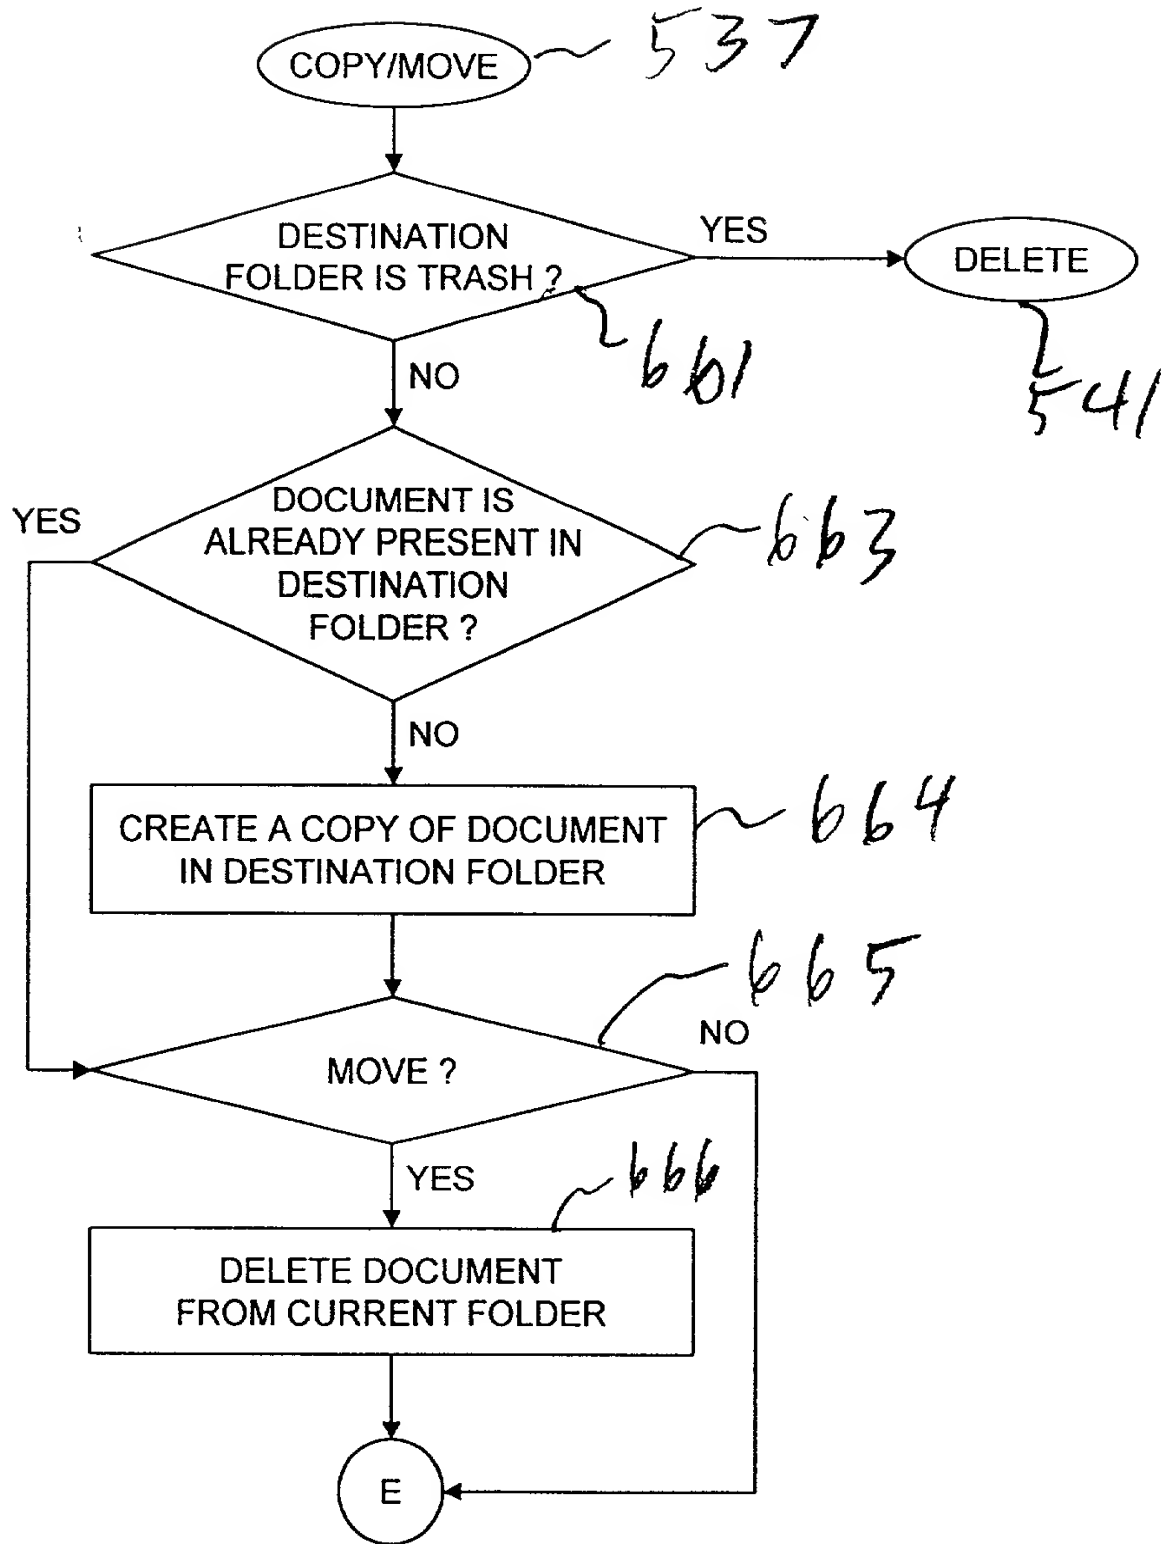 COPY/MOVE
537
DESTINATION
FOLDER IS TRASH ?
YES
DELETE
661
541
NO
DOCUMENT IS
ALREADY PRESENT IN
DESTINATION
FOLDER ?
YES
663
NO
CREATE A COPY OF DOCUMENT
IN DESTINATION FOLDER
664
665
MOVE ?
NO
YES
666
DELETE DOCUMENT
FROM CURRENT FOLDER
E